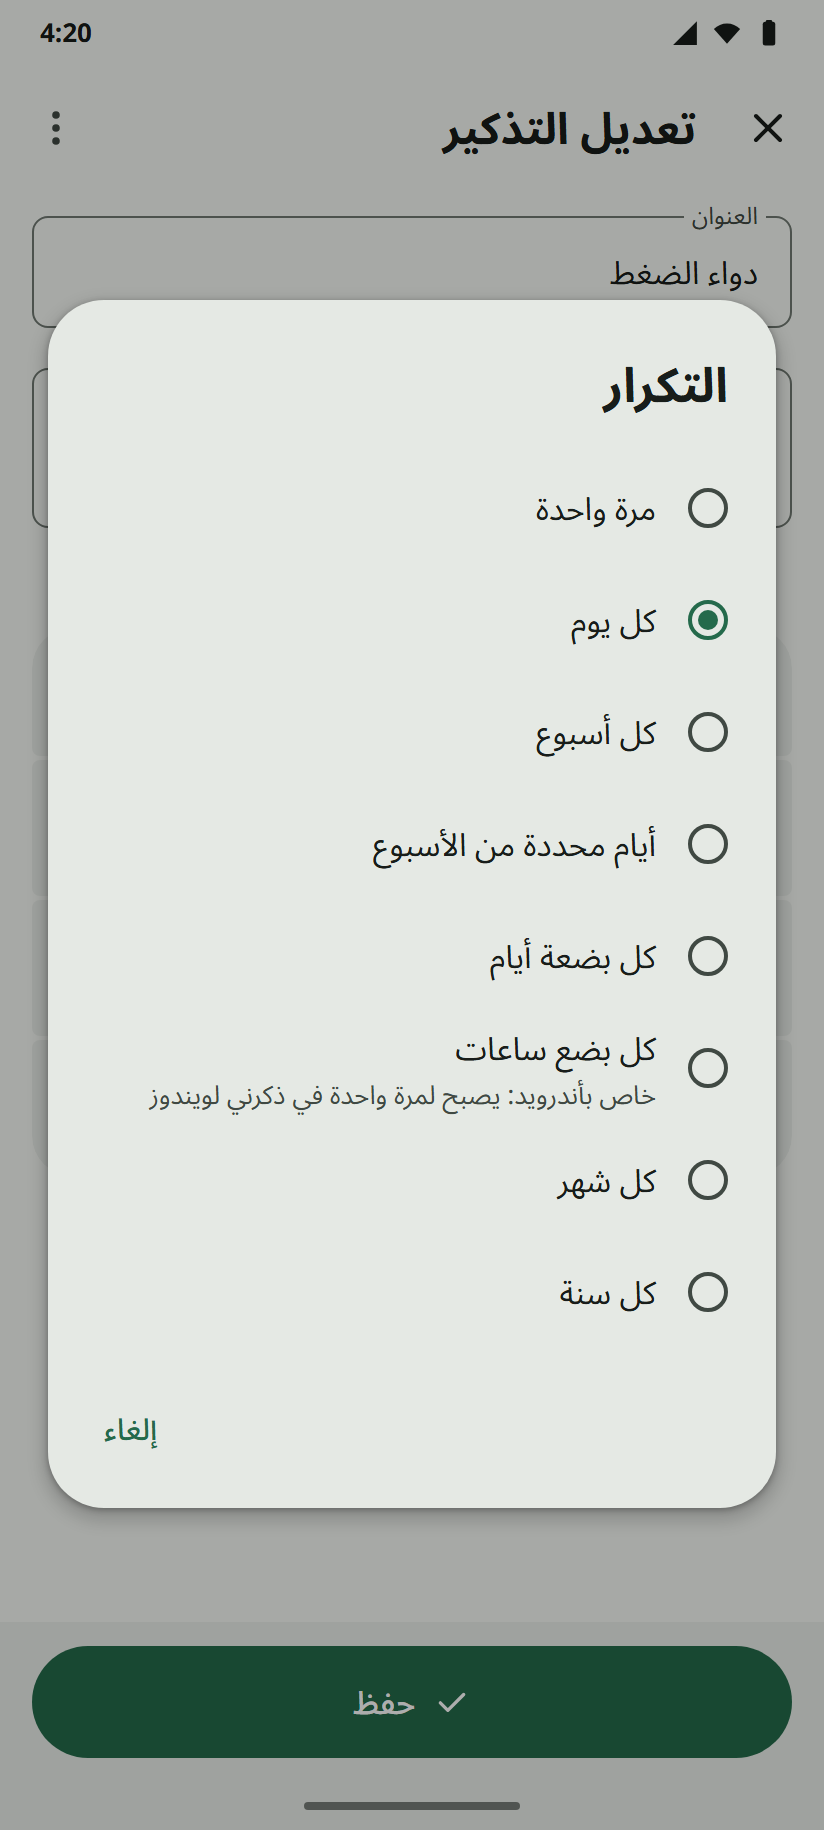 4:20
تعديل التذكير
العنوان
دواء الضغط
التكرار
مرة واحدة
كل يوم
كل أسبوع
أيام محددة من الأسبوع
كل بضعة أيام
كل بضع ساعات
خاص بأندرويد: يصبح لمرة واحدة في ذكرني لويندوز
كل شهر
كل سنة
إلغاء
حفظ